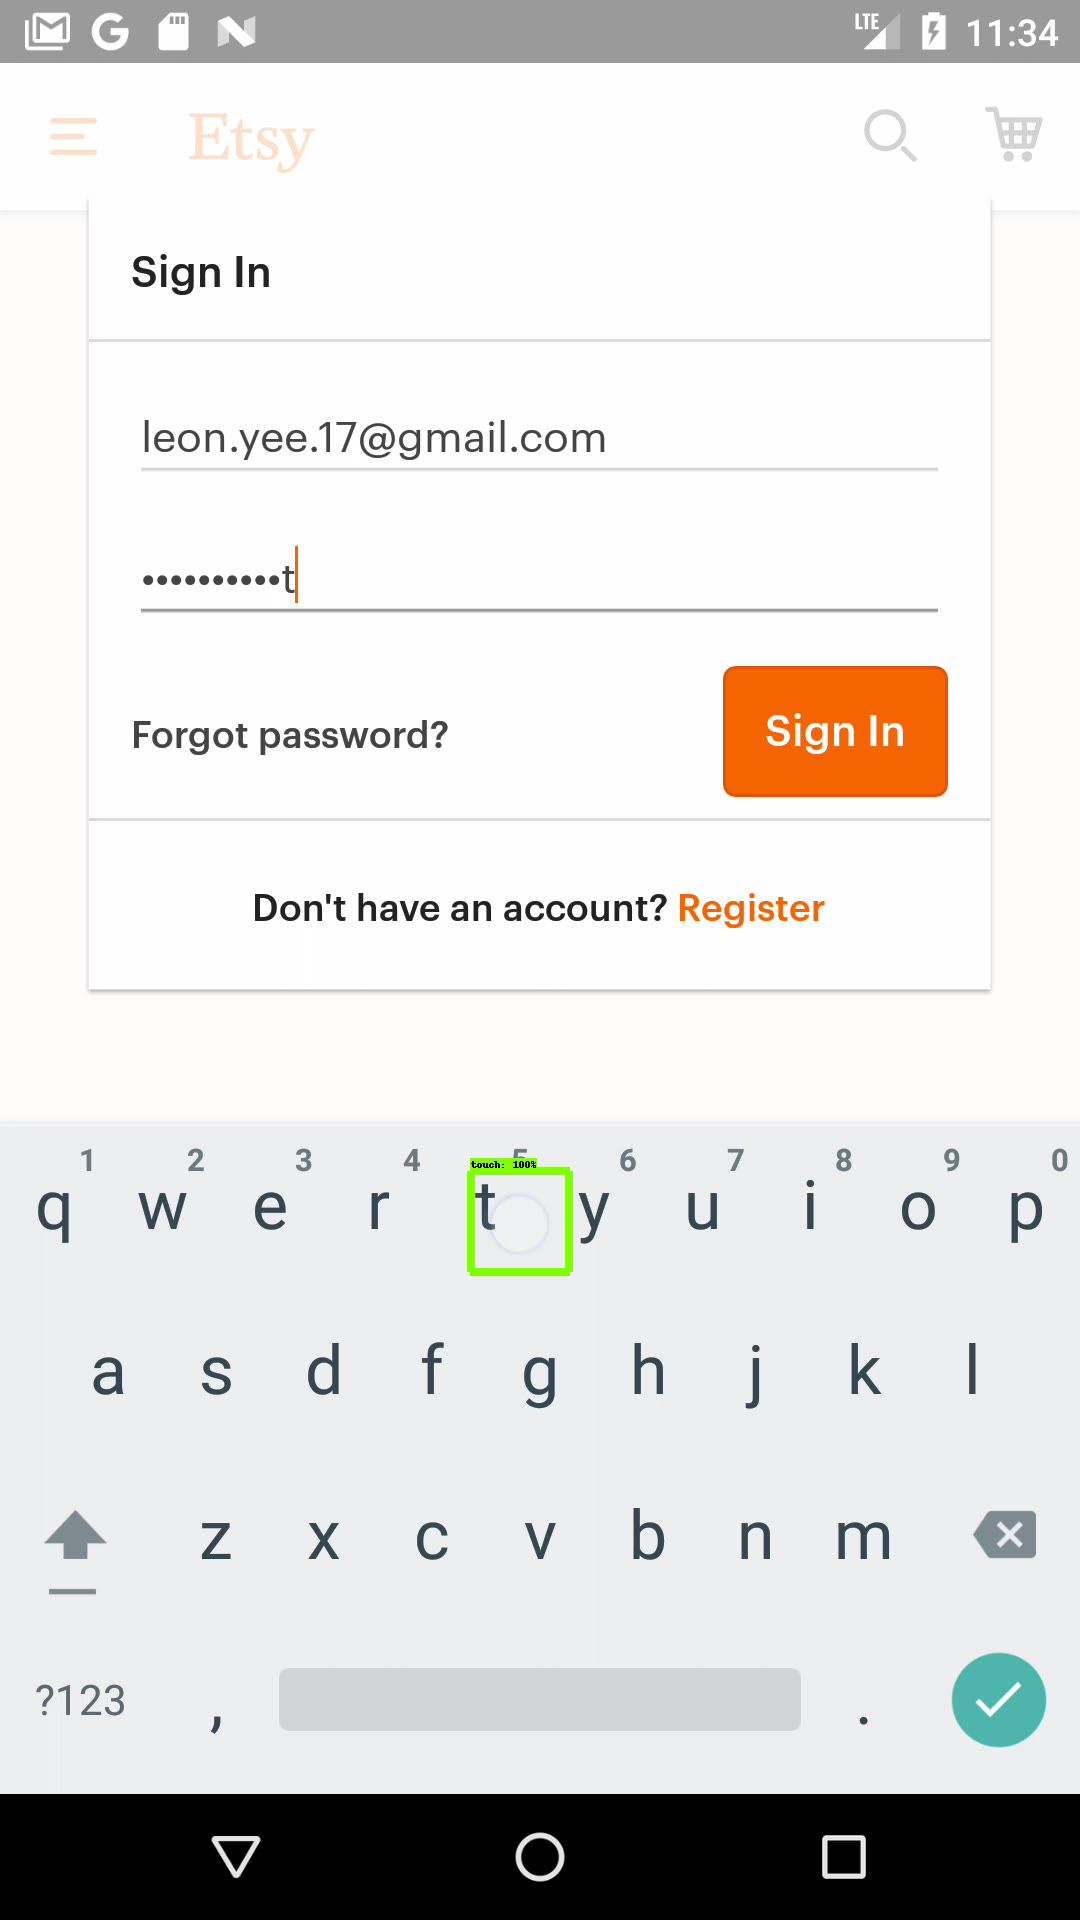 LTE 11:34
Etsy
Sign In
leon.yee.17@gmail.com
••••••••••t
Forgot password?
Sign In
Don't have an account? Register
1 2 3 4 5 6 7 8 9 0
touch: 100%
q w e r t y u i o p
a s d f g h j k l
z x c v b n m
?123 , .